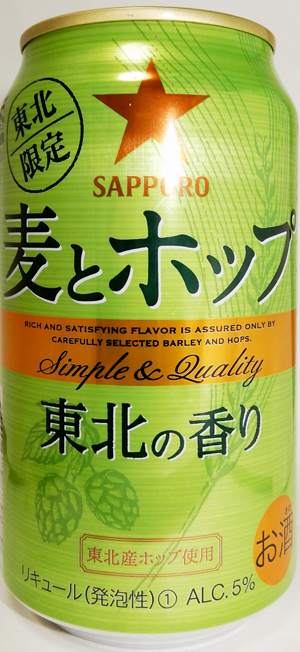 東北
限定
SAPPORO
麦とホップ
RICH AND SATISFYING FLAVOR IS ASSURED ONLY BY
CAREFULLY SELECTED BARLEY AND HOPS.
Simple & Quality
東北の香り
東北産ホップ使用
お酒
リキュール(発泡性)① ALC.5%